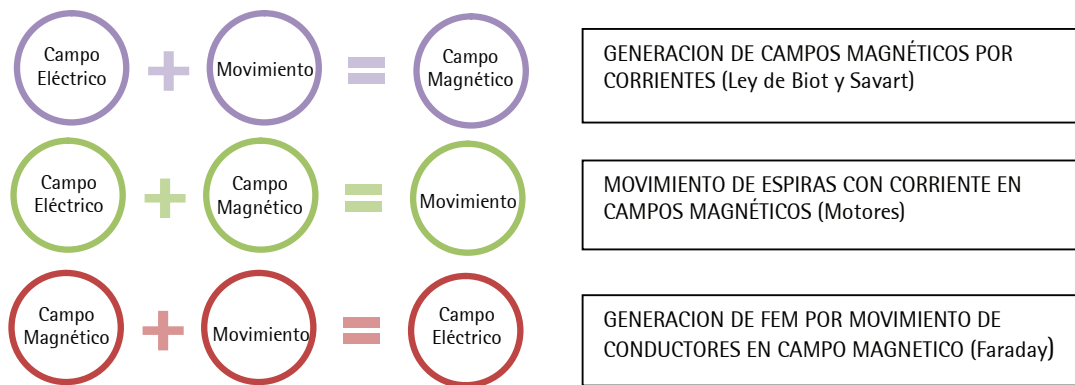 Campo
Eléctrico
+
Movimiento
=
Campo
Magnético
GENERACION DE CAMPOS MAGNÉTICOS POR
CORRIENTES (Ley de Biot y Savart)
Campo
Eléctrico
+
Campo
Magnético
=
Movimiento
MOVIMIENTO DE ESPIRAS CON CORRIENTE EN
CAMPOS MAGNÉTICOS (Motores)
Campo
Magnético
+
Movimiento
=
Campo
Eléctrico
GENERACION DE FEM POR MOVIMIENTO DE
CONDUCTORES EN CAMPO MAGNETICO (Faraday)